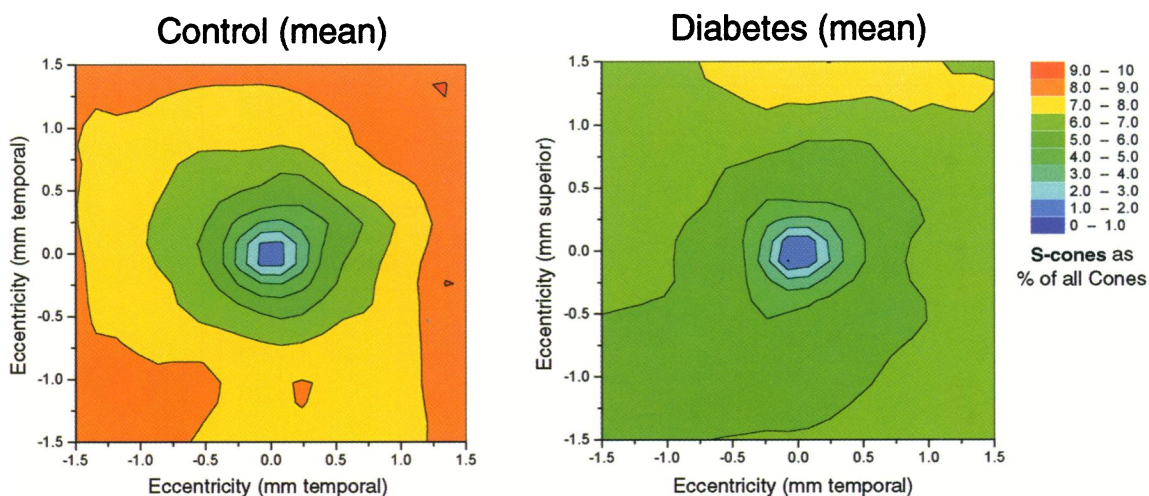 Control (mean)
1.5
1.0
0.5
0.0
-0.5
-1.0
-1.5
Eccentricity (mm temporal)
-1.5 -1.0 -0.5 0.0 0.5 1.0 1.5
Eccentricity (mm temporal)
Diabetes (mean)
1.5
1.0
0.5
0.0
-0.5
-1.0
-1.5
Eccentricity (mm superior)
-1.5 -1.0 -0.5 0.0 0.5 1.0 1.5
Eccentricity (mm temporal)
9.0 – 10
8.0 – 9.0
7.0 – 8.0
6.0 – 7.0
5.0 – 6.0
4.0 – 5.0
3.0 – 4.0
2.0 – 3.0
1.0 – 2.0
0 – 1.0
S-cones as
% of all Cones